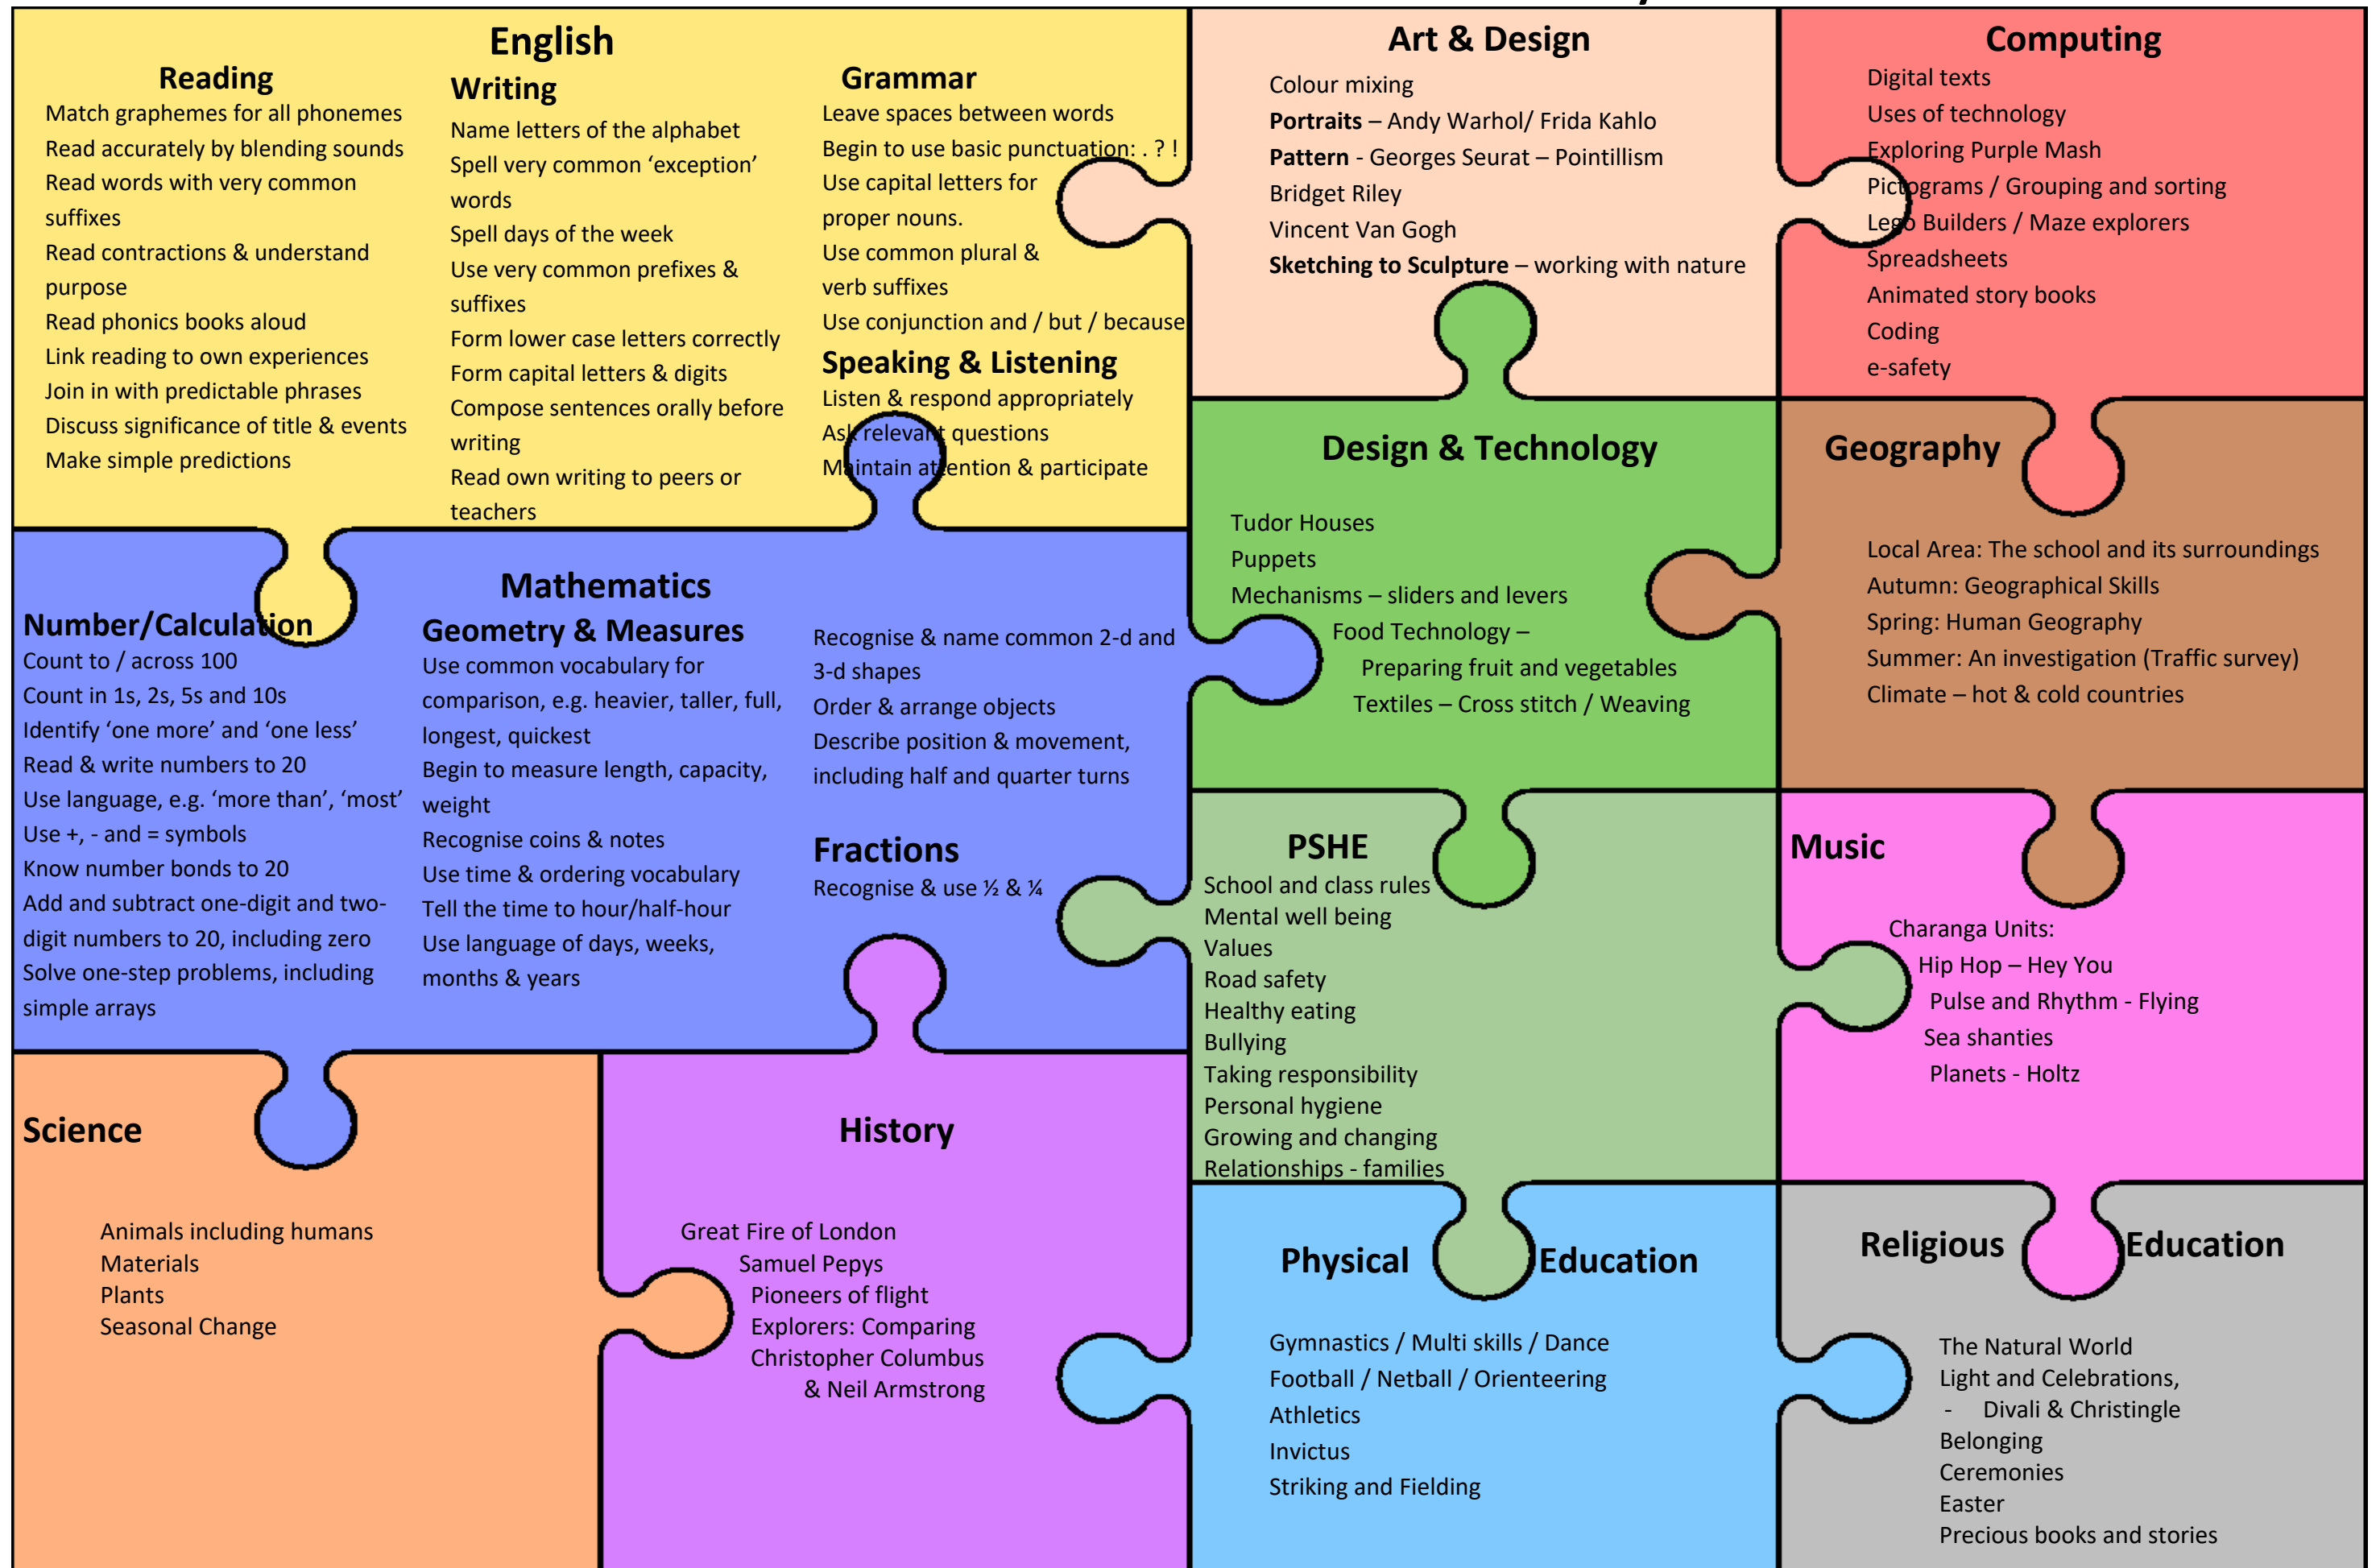 English
Reading
Match graphemes for all phonemes
Read accurately by blending sounds
Read words with very common
suffixes
Read contractions & understand
purpose
Read phonics books aloud
Link reading to own experiences
Join in with predictable phrases
Discuss significance of title & events
Make simple predictions
Writing
Name letters of the alphabet
Spell very common ‘exception’
words
Spell days of the week
Use very common prefixes &
suffixes
Form lower case letters correctly
Form capital letters & digits
Compose sentences orally before
writing
Read own writing to peers or
teachers
Grammar
Leave spaces between words
Begin to use basic punctuation: . ? !
Use capital letters for
proper nouns.
Use common plural &
verb suffixes
Use conjunction and / but / because
Speaking & Listening
Listen & respond appropriately
Ask relevant questions
Maintain attention & participate
Art & Design
Colour mixing
Portraits – Andy Warhol/ Frida Kahlo
Pattern - Georges Seurat – Pointillism
Bridget Riley
Vincent Van Gogh
Sketching to Sculpture – working with nature
Computing
Digital texts
Uses of technology
Exploring Purple Mash
Pictograms / Grouping and sorting
Lego Builders / Maze explorers
Spreadsheets
Animated story books
Coding
e-safety
Design & Technology
Tudor Houses
Puppets
Mechanisms – sliders and levers
Food Technology –
Preparing fruit and vegetables
Textiles – Cross stitch / Weaving
Geography
Local Area: The school and its surroundings
Autumn: Geographical Skills
Spring: Human Geography
Summer: An investigation (Traffic survey)
Climate – hot & cold countries
Mathematics
Number/Calculation
Count to / across 100
Count in 1s, 2s, 5s and 10s
Identify ‘one more’ and ‘one less’
Read & write numbers to 20
Use language, e.g. ‘more than’, ‘most’
Use +, - and = symbols
Know number bonds to 20
Add and subtract one-digit and two-
digit numbers to 20, including zero
Solve one-step problems, including
simple arrays
Geometry & Measures
Use common vocabulary for
comparison, e.g. heavier, taller, full,
longest, quickest
Begin to measure length, capacity,
weight
Recognise coins & notes
Use time & ordering vocabulary
Tell the time to hour/half-hour
Use language of days, weeks,
months & years
Recognise & name common 2-d and
3-d shapes
Order & arrange objects
Describe position & movement,
including half and quarter turns
Fractions
Recognise & use ½ & ¼
PSHE
School and class rules
Mental well being
Values
Road safety
Healthy eating
Bullying
Taking responsibility
Personal hygiene
Growing and changing
Relationships - families
Music
Charanga Units:
Hip Hop – Hey You
Pulse and Rhythm - Flying
Sea shanties
Planets - Holtz
Science
Animals including humans
Materials
Plants
Seasonal Change
History
Great Fire of London
Samuel Pepys
Pioneers of flight
Explorers: Comparing
Christopher Columbus
& Neil Armstrong
Physical Education
Gymnastics / Multi skills / Dance
Football / Netball / Orienteering
Athletics
Invictus
Striking and Fielding
Religious Education
The Natural World
Light and Celebrations,
- Divali & Christingle
Belonging
Ceremonies
Easter
Precious books and stories